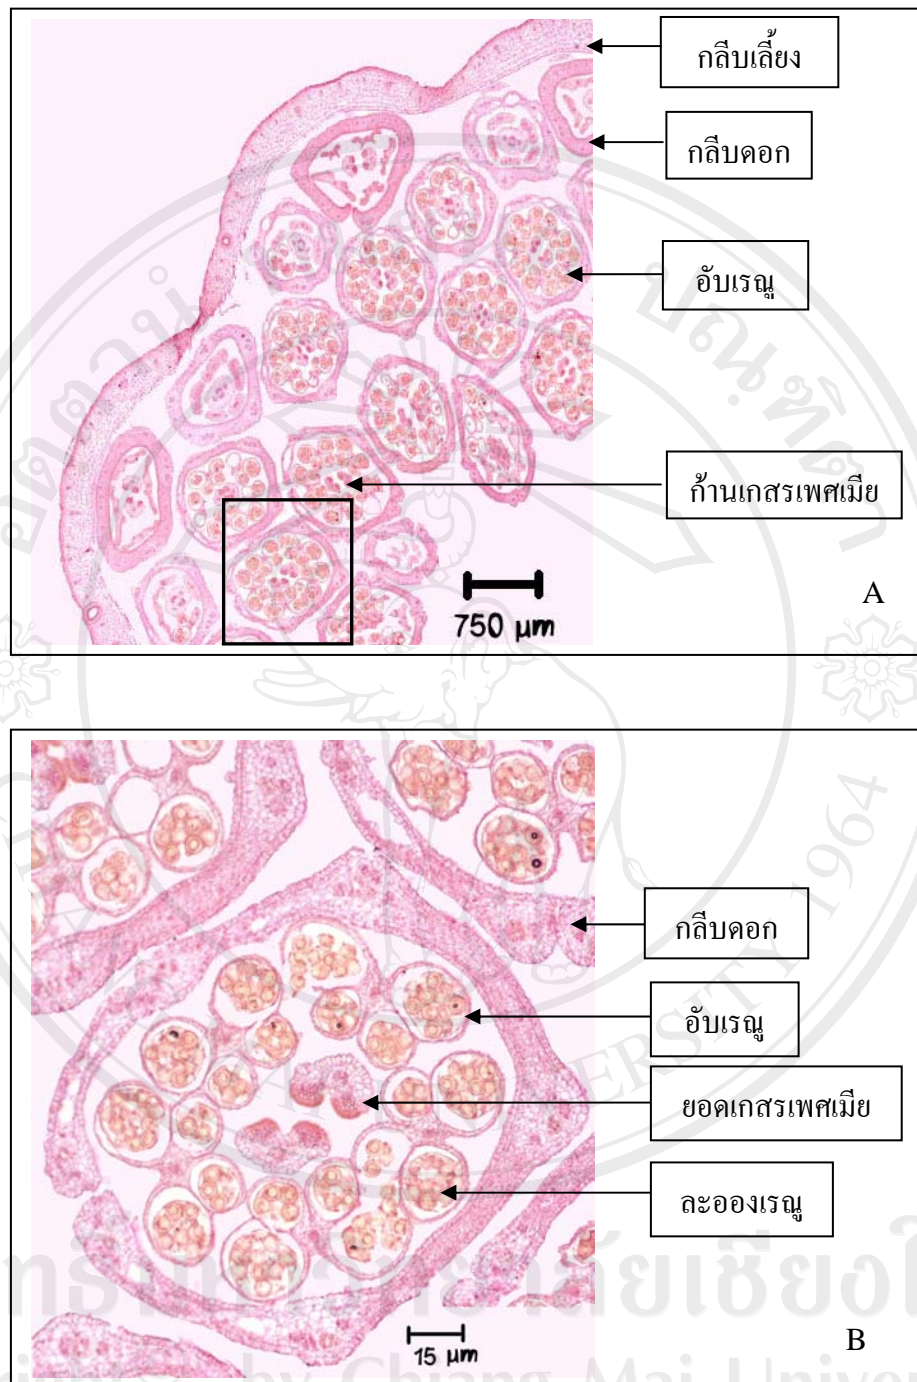 กลีบเลี้ยง
กลีบดอก
อับเรณู
ก้านเกสรเพศเมีย
750 µm
A
กลีบดอก
อับเรณู
ยอดเกสรเพศเมีย
ละอองเรณู
15 µm
B
1964